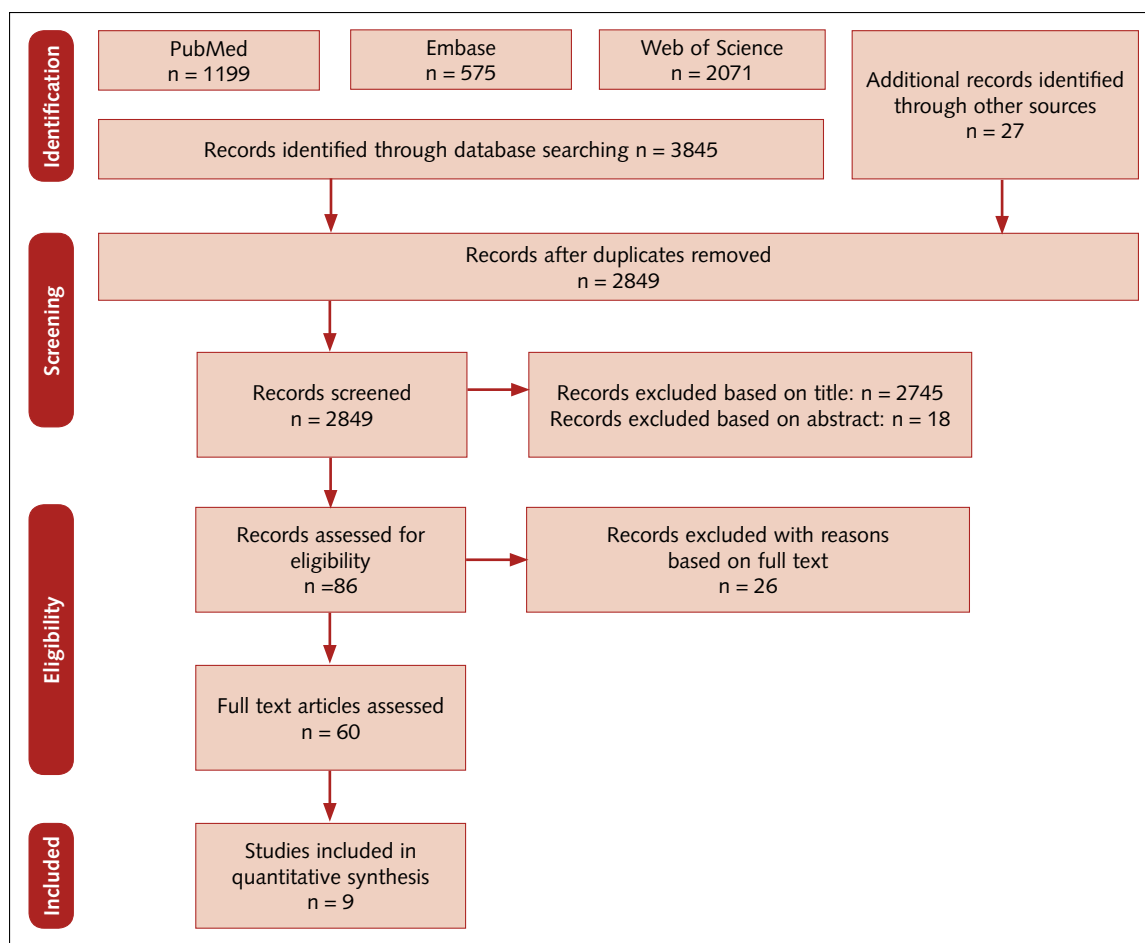 Identification
PubMed
n = 1199
Embase
n = 575
Web of Science
n = 2071
Additional records identified
through other sources
n = 27
Records identified through database searching n = 3845
Screening
Records after duplicates removed
n = 2849
Records screened
n = 2849
Records excluded based on title: n = 2745
Records excluded based on abstract: n = 18
Eligibility
Records assessed for
eligibility
n =86
Records excluded with reasons
based on full text
n = 26
Full text articles assessed
n = 60
Included
Studies included in
quantitative synthesis
n = 9